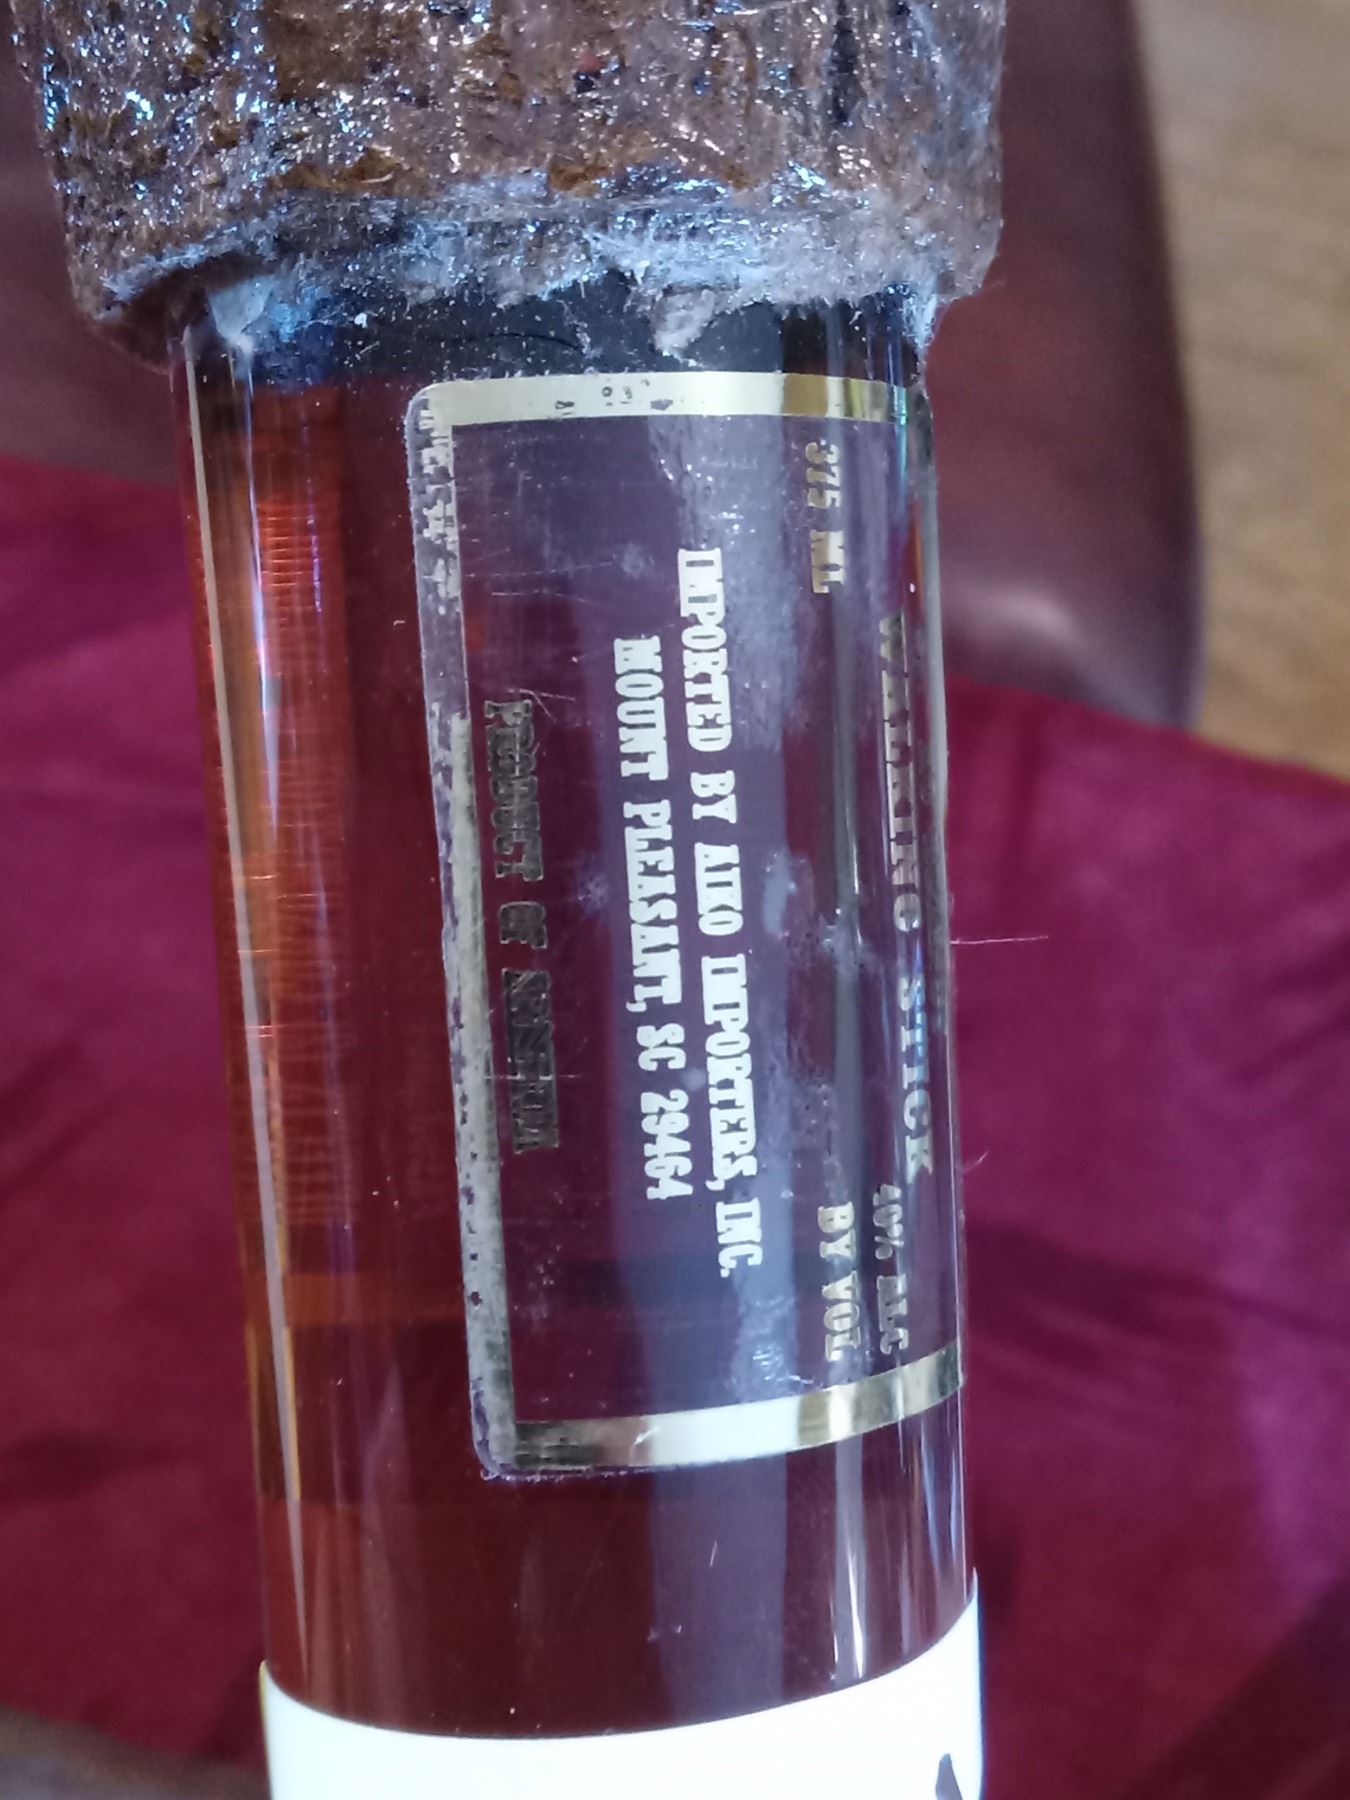 WALKING STICK
40% ALC
375 ML BY VOL
IMPORTED BY AIKO IMPORTERS, INC.
MOUNT PLEASANT, SC 29464
PRODUCT OF ARMENIA